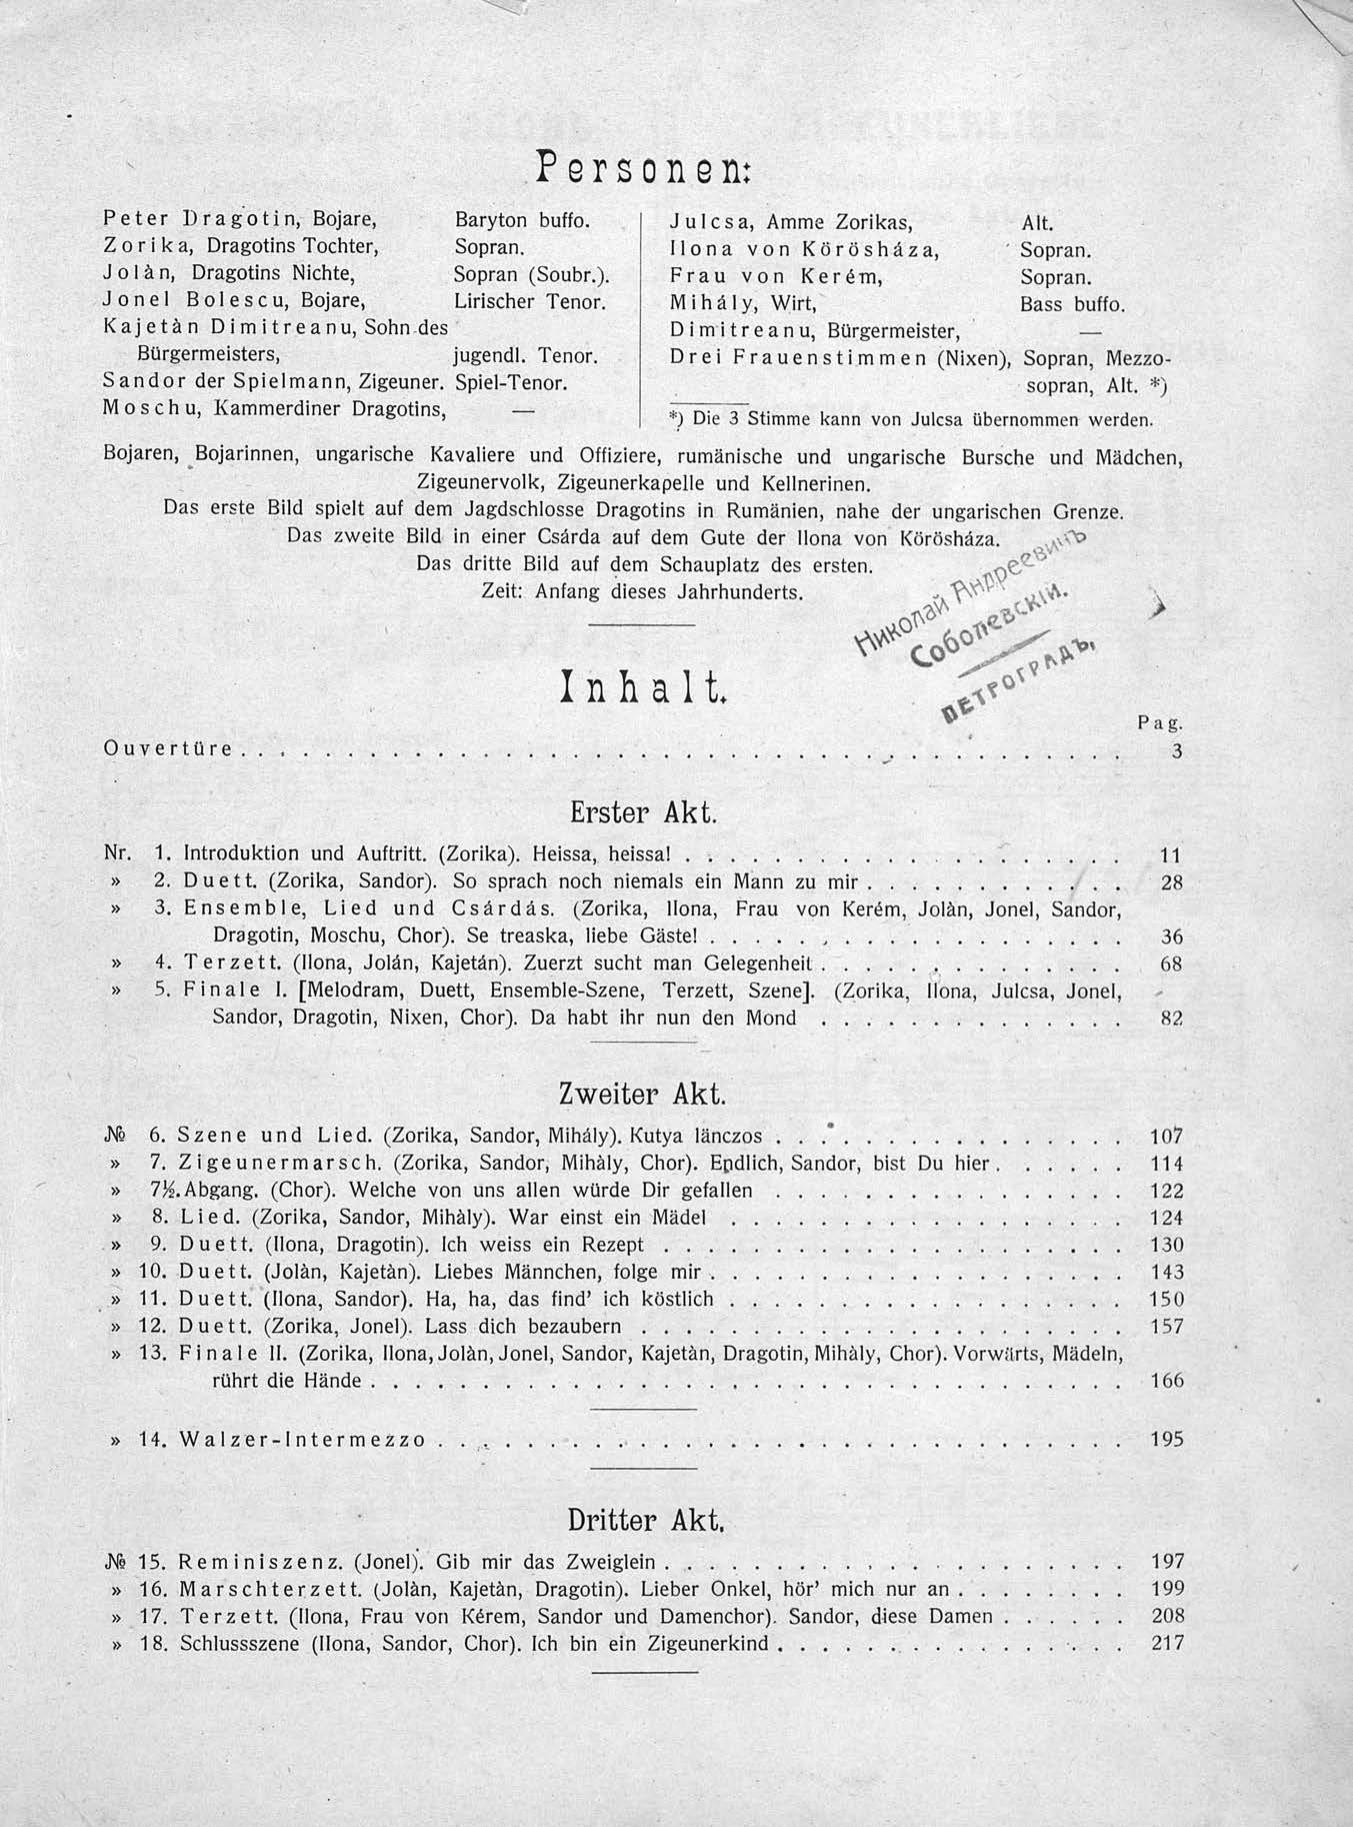 Personen:
Peter Dragotin, Bojare, Baryton buffo.
Zorika, Dragotins Tochter, Sopran.
Jolàn, Dragotins Nichte, Sopran (Soubr.).
Jonel Bolescu, Bojare, Lirischer Tenor.
Kajetàn Dimitreanu, Sohn des
Bürgermeisters, jugendl. Tenor.
Sandor der Spielmann, Zigeuner. Spiel-Tenor.
Moschu, Kammerdiner Dragotins, —
Julcsa, Amme Zorikas, Alt.
Ilona von Körösháza, Sopran.
Frau von Kerém, Sopran.
Mihály, Wirt, Bass buffo.
Dimitreanu, Bürgermeister, —
Drei Frauenstimmen (Nixen), Sopran, Mezzo-
sopran, Alt. *)
*) Die 3 Stimme kann von Julcsa übernommen werden.
Bojaren, Bojarinnen, ungarische Kavaliere und Offiziere, rumänische und ungarische Bursche und Mädchen,
Zigeunervolk, Zigeunerkapelle und Kellnerinen.
Das erste Bild spielt auf dem Jagdschlosse Dragotins in Rumänien, nahe der ungarischen Grenze.
Das zweite Bild in einer Csárda auf dem Gute der Ilona von Körösháza.
Das dritte Bild auf dem Schauplatz des ersten.
Zeit: Anfang dieses Jahrhunderts.
Николай Андреевичъ
Соболевскій.
ПЕТРОГРАДЪ,
Inhalt.
Pag.
Ouvertüre . . . 3
Erster Akt.
Nr. 1. Introduktion und Auftritt. (Zorika). Heissa, heissa! . . . 11
» 2. Duett. (Zorika, Sandor). So sprach noch niemals ein Mann zu mir . . . 28
» 3. Ensemble, Lied und Csárdás. (Zorika, Ilona, Frau von Kerém, Jolàn, Jonel, Sandor,
Dragotin, Moschu, Chor). Se treaska, liebe Gäste! . . . 36
» 4. Terzett. (Ilona, Jolán, Kajetán). Zuerzt sucht man Gelegenheit . . . 68
» 5. Finale I. [Melodram, Duett, Ensemble-Szene, Terzett, Szene]. (Zorika, Ilona, Julcsa, Jonel,
Sandor, Dragotin, Nixen, Chor). Da habt ihr nun den Mond . . . 82
Zweiter Akt.
№ 6. Szene und Lied. (Zorika, Sandor, Mihály). Kutya länczos . . . 107
» 7. Zigeunermarsch. (Zorika, Sandor, Mihàly, Chor). Endlich, Sandor, bist Du hier . . . 114
» 7½. Abgang. (Chor). Welche von uns allen würde Dir gefallen . . . 122
» 8. Lied. (Zorika, Sandor, Mihàly). War einst ein Mädel . . . 124
» 9. Duett. (Ilona, Dragotin). Ich weiss ein Rezept . . . 130
» 10. Duett. (Jolàn, Kajetàn). Liebes Männchen, folge mir . . . 143
» 11. Duett. (Ilona, Sandor). Ha, ha, das find' ich köstlich . . . 150
» 12. Duett. (Zorika, Jonel). Lass dich bezaubern . . . 157
» 13. Finale II. (Zorika, Ilona, Jolàn, Jonel, Sandor, Kajetàn, Dragotin, Mihàly, Chor). Vorwärts, Mädeln,
rührt die Hände . . . 166
» 14. Walzer-Intermezzo . . . 195
Dritter Akt.
№ 15. Reminiszenz. (Jonel). Gib mir das Zweiglein . . . 197
» 16. Marschterzett. (Jolàn, Kajetàn, Dragotin). Lieber Onkel, hör' mich nur an . . . 199
» 17. Terzett. (Ilona, Frau von Kérem, Sandor und Damenchor). Sandor, diese Damen . . . 208
» 18. Schlussszene (Ilona, Sandor, Chor). Ich bin ein Zigeunerkind . . . 217